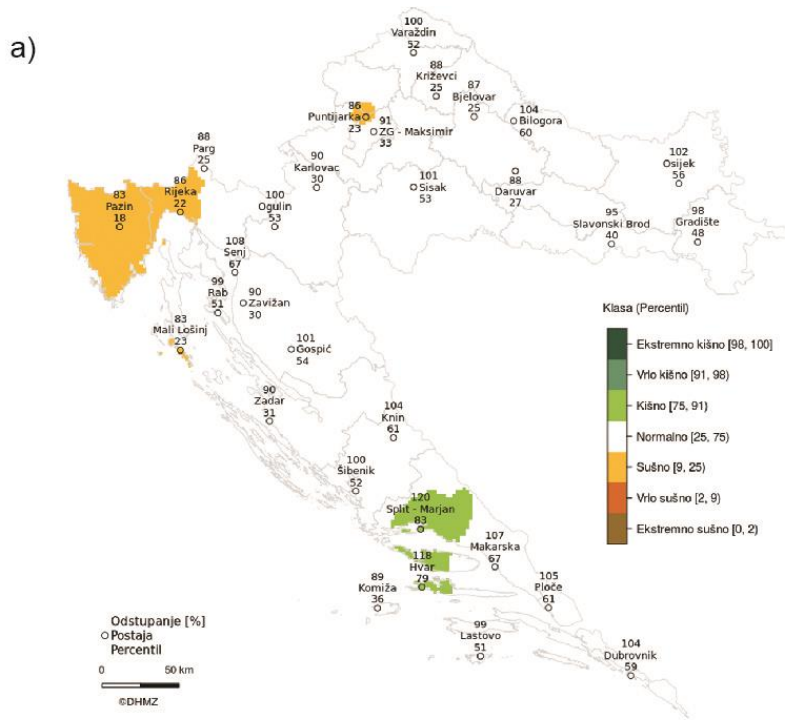 a)
100
Varaždin
52
88
Križevci
25
87
Bjelovar
25
104
Bilogora
60
86
Puntijarka
23
91
ZG - Maksimir
33
88
Parg
25
90
Karlovac
30
101
Sisak
53
88
Daruvar
27
102
Osijek
56
83
Pazin
18
86
Rijeka
22
100
Ogulin
53
95
Slavonski Brod
40
98
Gradište
48
108
Senj
67
99
Rab
51
90
Zavižan
30
83
Mali Lošinj
23
101
Gospić
54
90
Zadar
31
104
Knin
61
100
Šibenik
52
120
Split - Marjan
83
107
Makarska
67
118
Hvar
79
89
Komiža
36
105
Ploče
61
99
Lastovo
51
104
Dubrovnik
59
Klasa (Percentil)
Ekstremno kišno [98, 100]
Vrlo kišno [91, 98)
Kišno [75, 91)
Normalno [25, 75)
Sušno [9, 25)
Vrlo sušno [2, 9)
Ekstremno sušno [0, 2)
Odstupanje [%]
Postaja
Percentil
0 50 km
©DHMZ